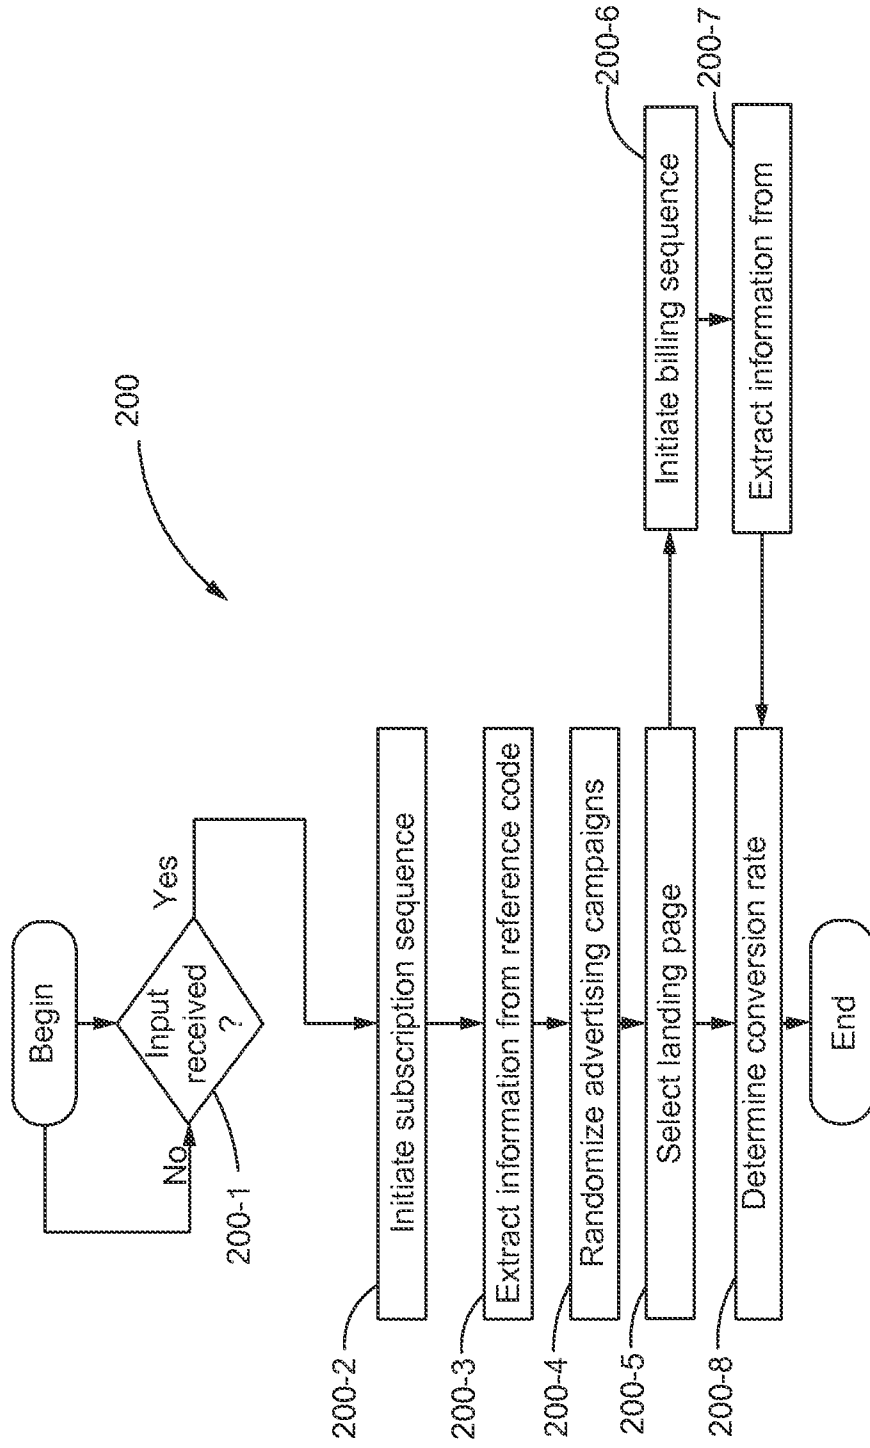 200
Begin
Input
received
?
No
Yes
200-1
Initiate subscription sequence
200-2
Extract information from reference code
200-3
Randomize advertising campaigns
200-4
Select landing page
200-5
Initiate billing sequence
200-6
Extract information from
200-7
Determine conversion rate
200-8
End